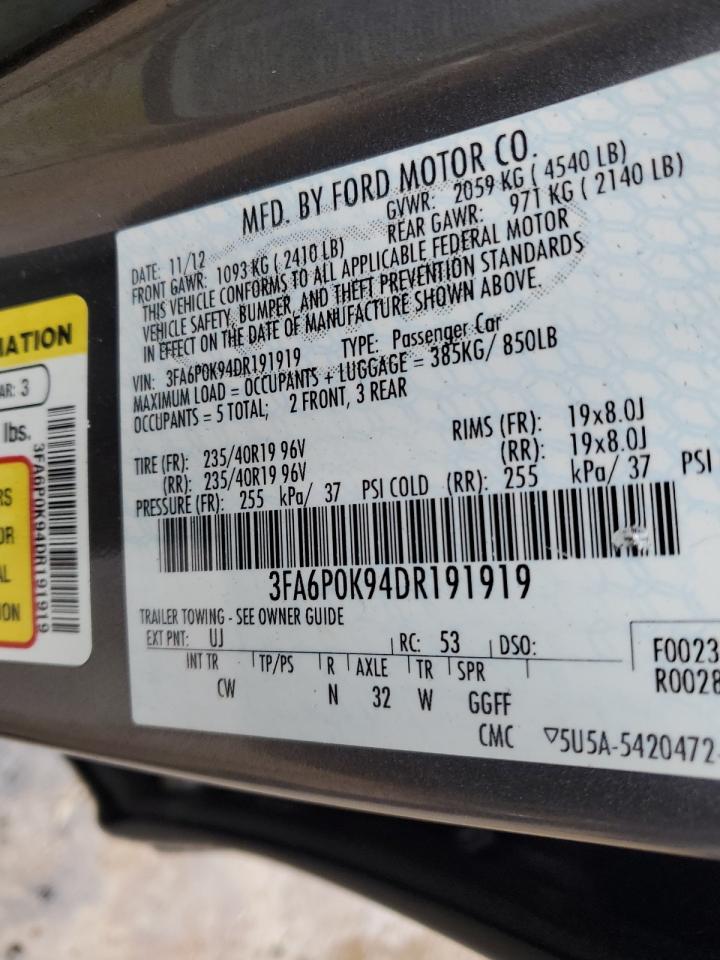 MFD. BY FORD MOTOR CO.
DATE: 11/12 GVWR: 2059 KG ( 4540 LB)
FRONT GAWR: 1093 KG ( 2410 LB) REAR GAWR: 971 KG ( 2140 LB)
THIS VEHICLE CONFORMS TO ALL APPLICABLE FEDERAL MOTOR
VEHICLE SAFETY, BUMPER, AND THEFT PREVENTION STANDARDS
IN EFFECT ON THE DATE OF MANUFACTURE SHOWN ABOVE.
VIN: 3FA6P0K94DR191919 TYPE: Passenger Car
MAXIMUM LOAD = OCCUPANTS + LUGGAGE = 385KG/ 850LB
OCCUPANTS = 5 TOTAL; 2 FRONT, 3 REAR
TIRE (FR): 235/40R19 96V RIMS (FR): 19x8.0J
(RR): 235/40R19 96V (RR): 19x8.0J
PRESSURE (FR): 255 kPa/ 37 PSI COLD (RR): 255 kPa/ 37 PSI
3FA6P0K94DR191919
TRAILER TOWING - SEE OWNER GUIDE
EXT PNT: UJ RC: 53 DSO:
INT TR TP/PS R AXLE TR SPR
CW N 32 W GGFF
F0023
R0028
CMC ▽5U5A-5420472-
MATION
AR: 3
lbs.
3FA6P0K94DR191919
RS
OR
AL
ION